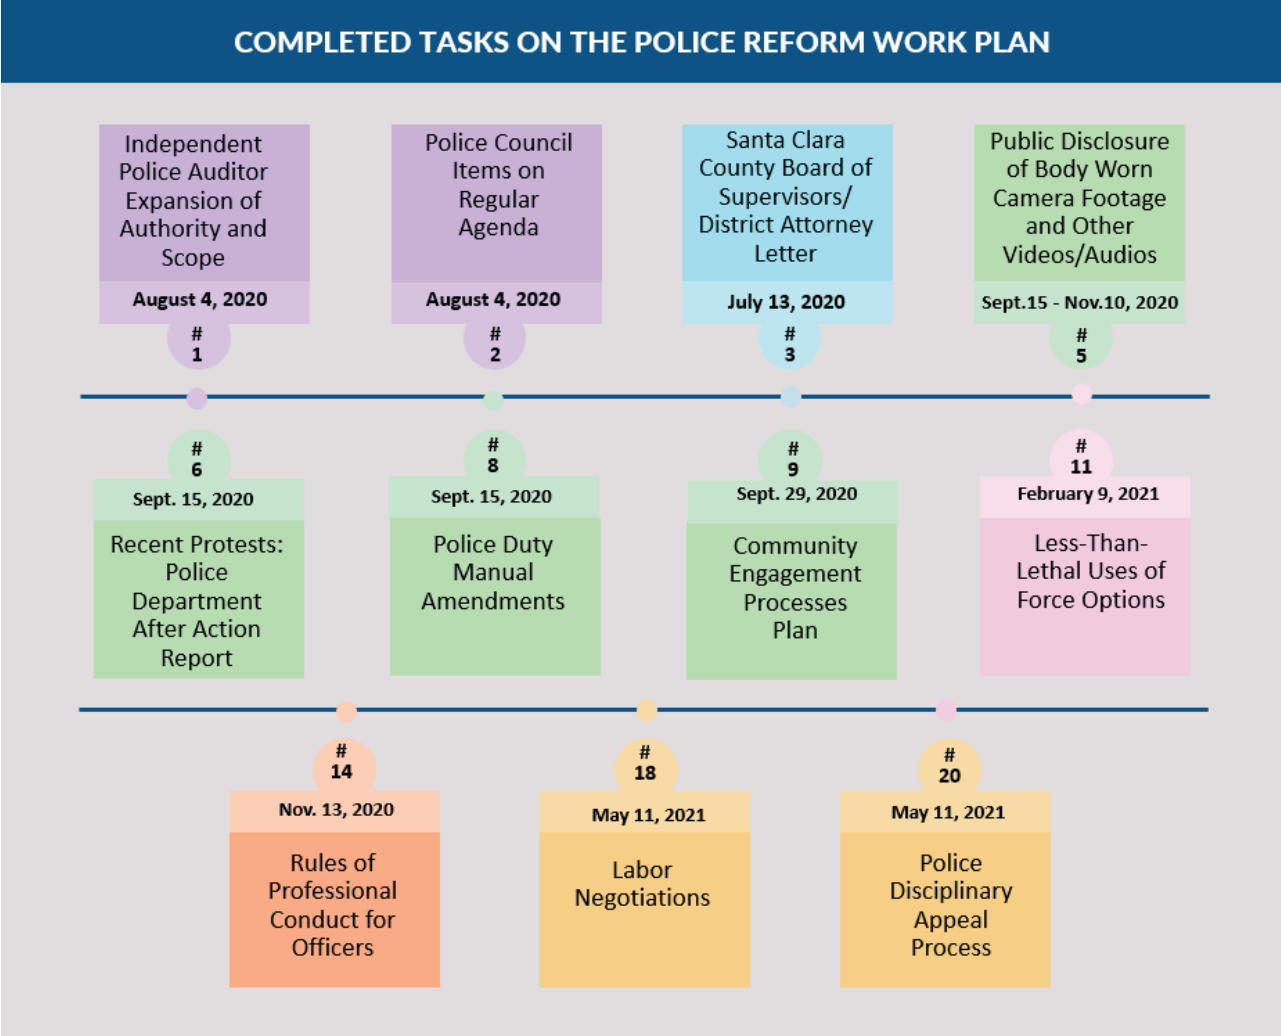 COMPLETED TASKS ON THE POLICE REFORM WORK PLAN
Independent
Police Auditor
Expansion of
Authority and
Scope
August 4, 2020
#
1
Police Council
Items on
Regular
Agenda
August 4, 2020
#
2
Santa Clara
County Board of
Supervisors/
District Attorney
Letter
July 13, 2020
#
3
Public Disclosure
of Body Worn
Camera Footage
and Other
Videos/Audios
Sept.15 - Nov.10, 2020
#
5
#
6
Sept. 15, 2020
Recent Protests:
Police
Department
After Action
Report
#
8
Sept. 15, 2020
Police Duty
Manual
Amendments
#
9
Sept. 29, 2020
Community
Engagement
Processes
Plan
#
11
February 9, 2021
Less-Than-
Lethal Uses of
Force Options
#
14
Nov. 13, 2020
Rules of
Professional
Conduct for
Officers
#
18
May 11, 2021
Labor
Negotiations
#
20
May 11, 2021
Police
Disciplinary
Appeal
Process